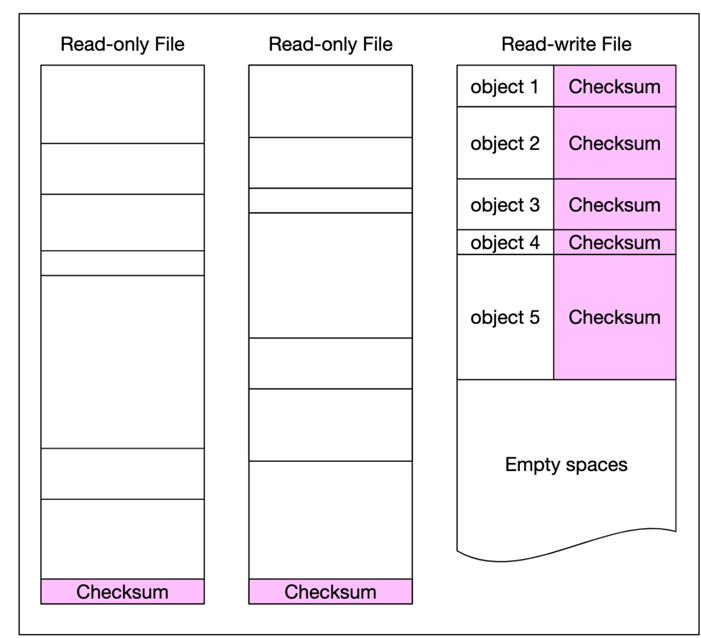 Read-only File
Checksum
Read-only File
Checksum
Read-write File
object 1 Checksum
object 2 Checksum
object 3 Checksum
object 4 Checksum
object 5 Checksum
Empty spaces